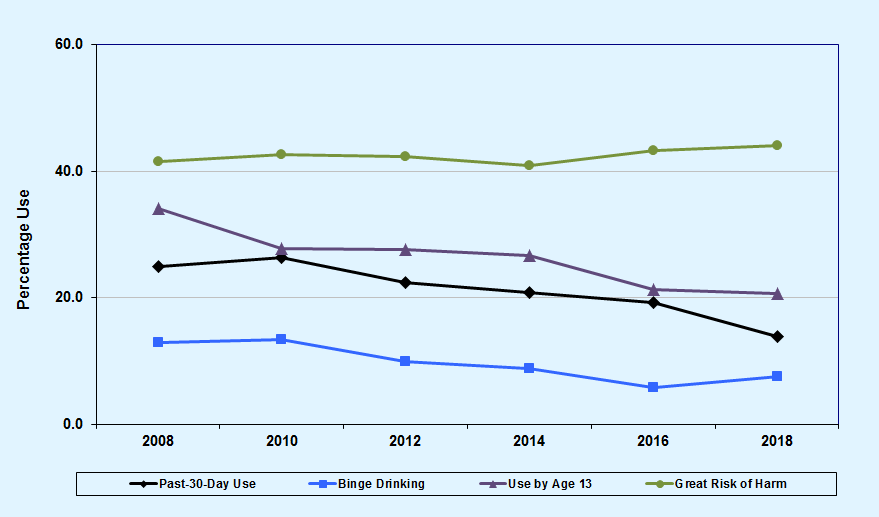 60.0
40.0
20.0
0.0
Percentage Use
2008 2010 2012 2014 2016 2018
Past-30-Day Use Binge Drinking Use by Age 13 Great Risk of Harm